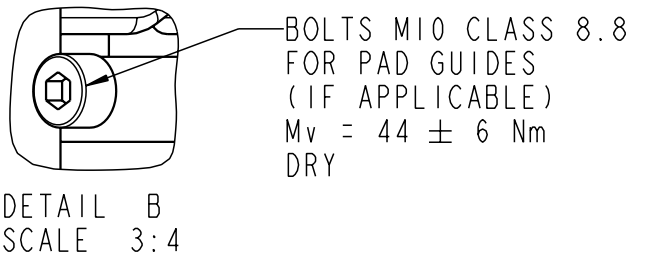 BOLTS M10 CLASS 8.8
FOR PAD GUIDES
(IF APPLICABLE)
Mv = 44 ± 6 Nm
DRY
DETAIL B
SCALE 3:4